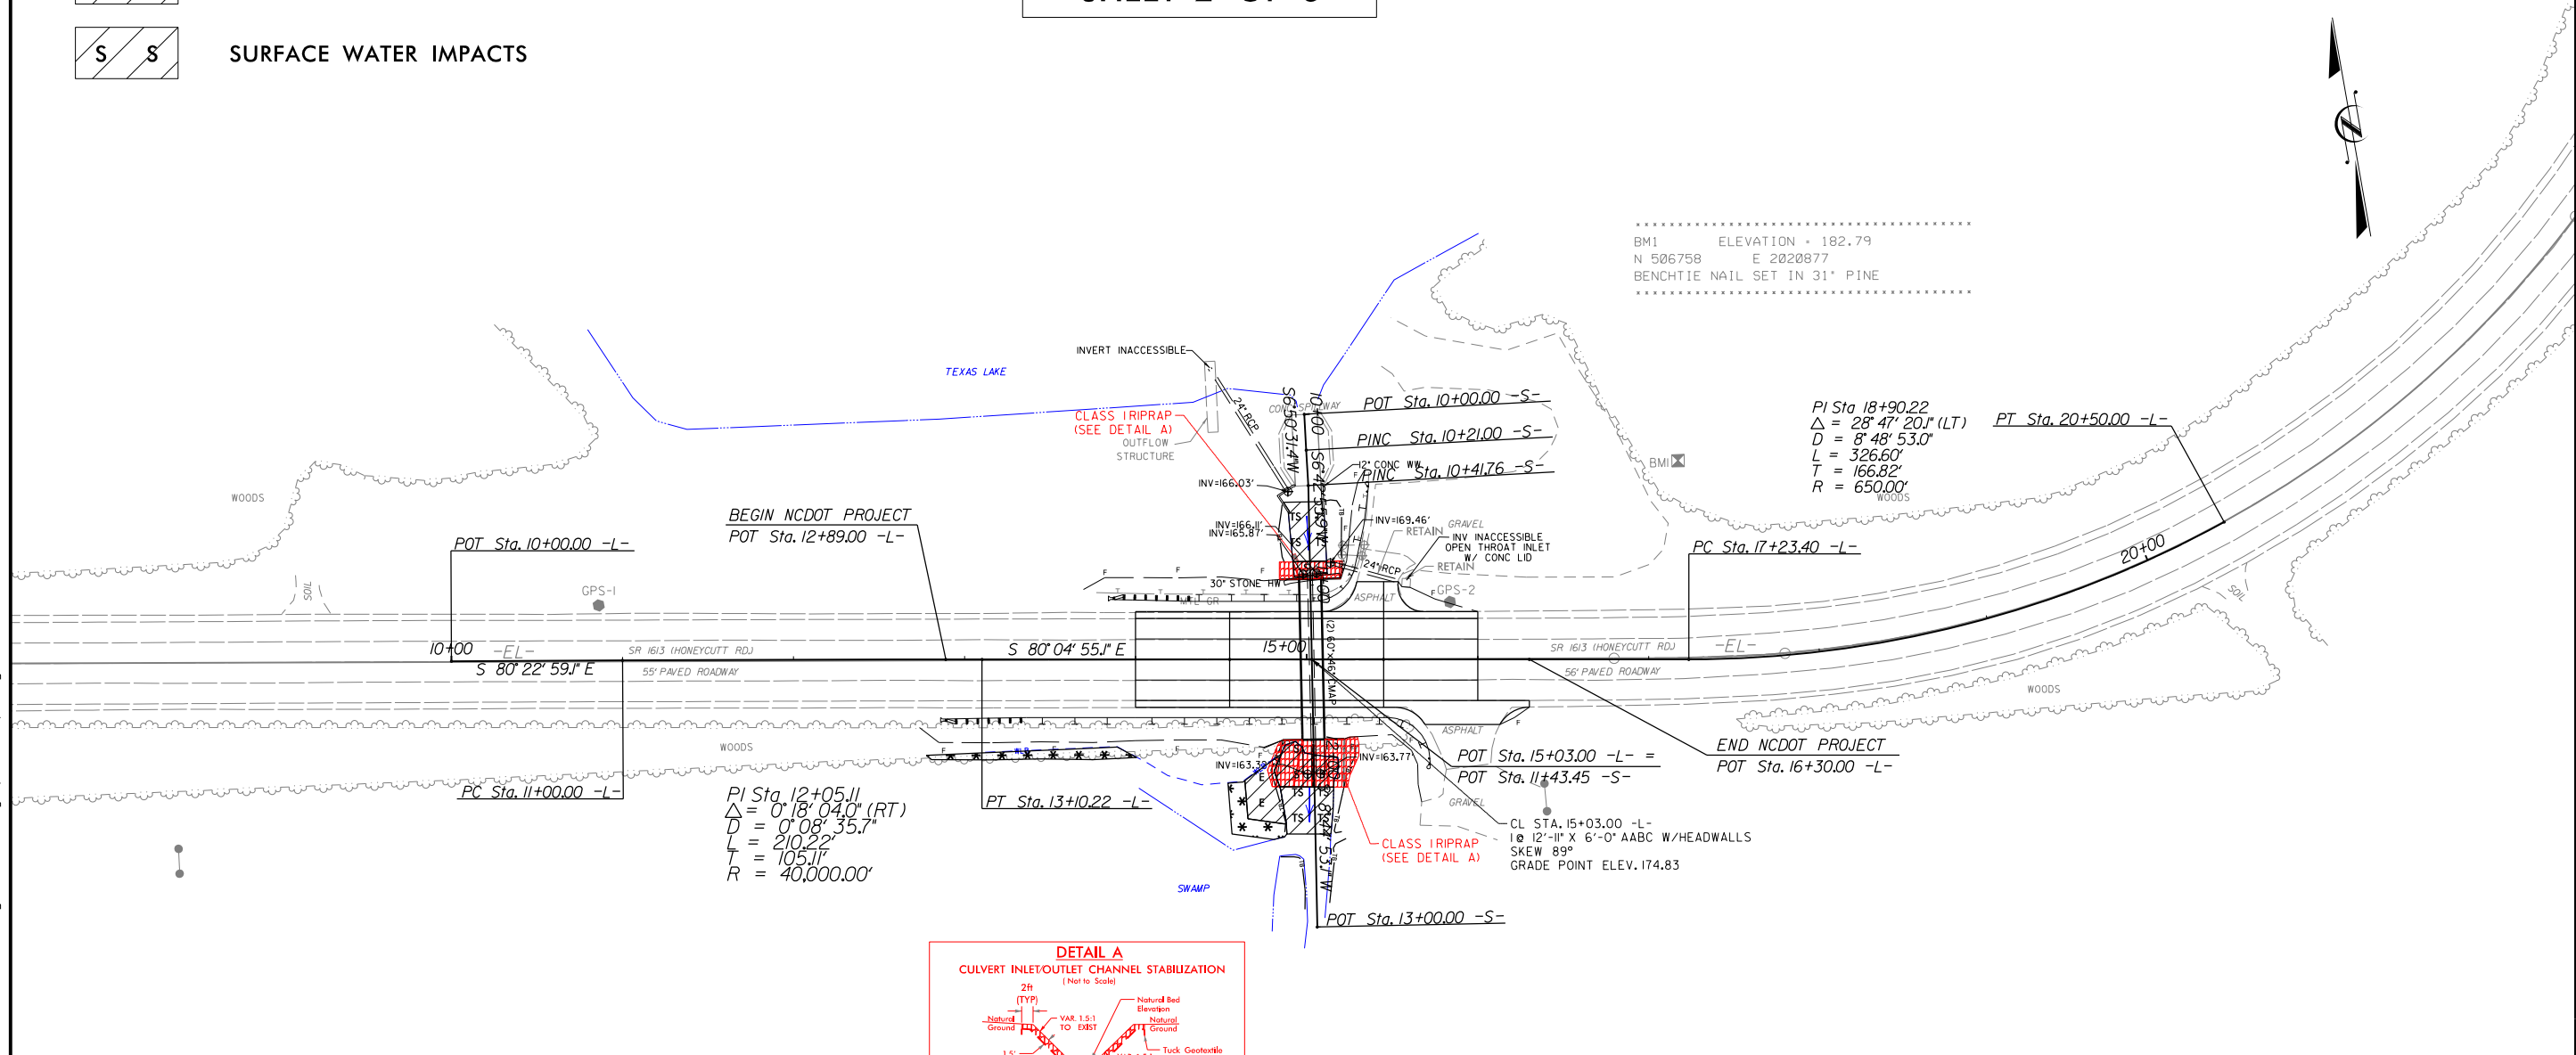 S S SURFACE WATER IMPACTS
BM1 ELEVATION = 182.79
N 506758 E 2020877
BENCHTIE NAIL SET IN 31" PINE
INVERT INACCESSIBLE
TEXAS LAKE
24" RCP
CLASS I RIPRAP
(SEE DETAIL A)
OUTFLOW
STRUCTURE
S6°50'31.4"W
10+00
POT Sta. 10+00.00 -S-
PINC Sta. 10+21.00 -S-
PINC Sta. 10+41.76 -S-
12" CONC WW
INV=166.03'
INV=166.11'
INV=165.87'
INV=169.46'
GRAVEL
RETAIN
INV INACCESSIBLE
OPEN THROAT INLET
W/ CONC LID
24" RCP
RETAIN
30" STONE HW
MTL GR
ASPHALT
GPS-2
BM1
PI Sta 18+90.22
△ = 28° 47' 20.1" (LT)
D = 8° 48' 53.0"
L = 326.60'
T = 166.82'
R = 650.00'
WOODS
PT Sta. 20+50.00 -L-
PC Sta. 17+23.40 -L-
20+00
SOIL
WOODS
BEGIN NCDOT PROJECT
POT Sta. 12+89.00 -L-
POT Sta. 10+00.00 -L-
SOIL
GPS-1
10+00 -EL-
S 80° 22' 59.1" E
SR 1613 (HONEYCUTT RD.)
55' PAVED ROADWAY
S 80° 04' 55.1" E
15+00
SR 1613 (HONEYCUTT RD.)
56' PAVED ROADWAY
-EL-
WOODS
WOODS
ASPHALT
GRAVEL
INV=163.77'
POT Sta. 15+03.00 -L- =
POT Sta. 11+43.45 -S-
END NCDOT PROJECT
POT Sta. 16+30.00 -L-
PC Sta. 11+00.00 -L-
PI Sta 12+05.11
△ = 0° 18' 04.0" (RT)
D = 0° 08' 35.7"
L = 210.22'
T = 105.11'
R = 40,000.00'
PT Sta. 13+10.22 -L-
CL STA. 15+03.00 -L-
1 @ 12'-11" X 6'-0" AABC W/HEADWALLS
SKEW 89°
GRADE POINT ELEV. 174.83
CLASS I RIPRAP
(SEE DETAIL A)
SWAMP
POT Sta. 13+00.00 -S-
DETAIL A
CULVERT INLET/OUTLET CHANNEL STABILIZATION
( Not to Scale)
2ft
(TYP)
Natural
Ground
VAR. 1.5:1
TO EXIST
Natural Bed
Elevation
Natural
Ground
1.5'
Tuck Geotextile